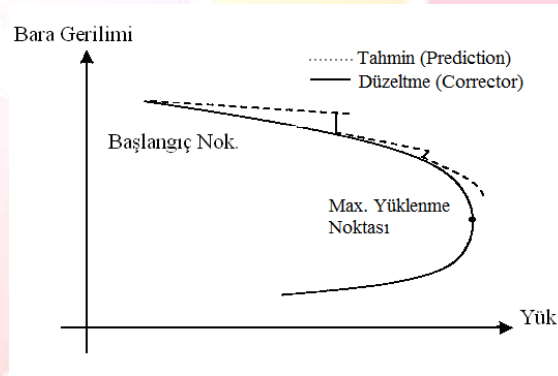 Bara Gerilimi
Tahmin (Prediction)
Düzeltme (Corrector)
Başlangıç Nok.
Max. Yüklenme
Noktası
Yük